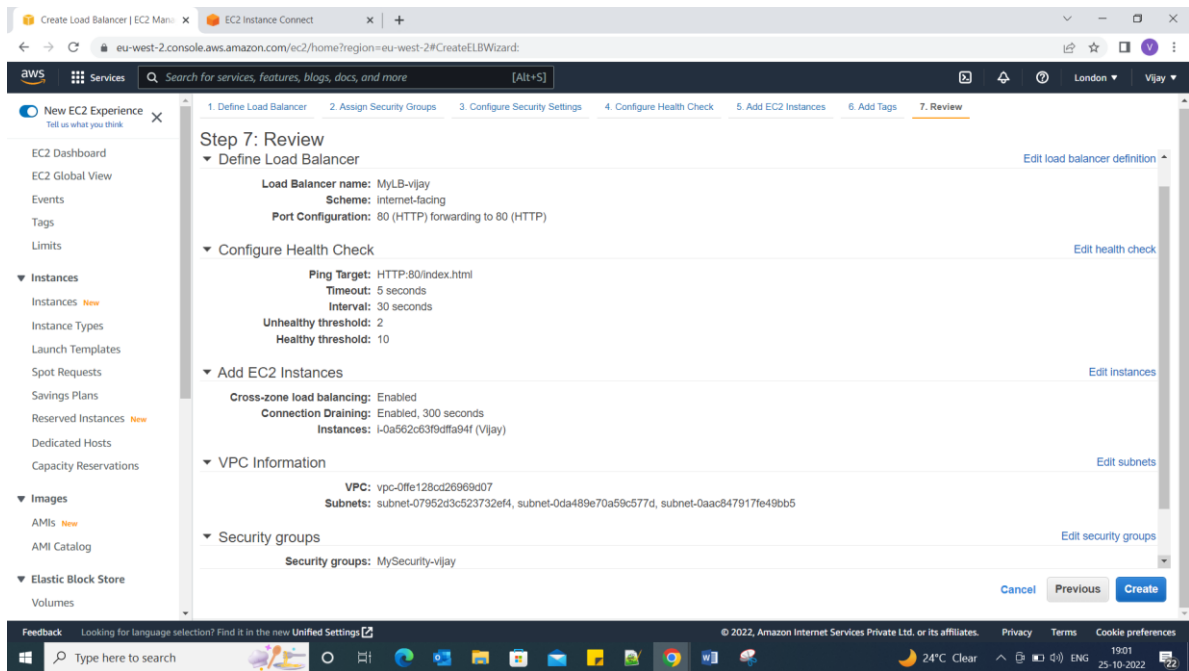 Create Load Balancer | EC2 Mana
EC2 Instance Connect
eu-west-2.console.aws.amazon.com/ec2/home?region=eu-west-2#CreateELBWizard:
V
aws
Services
Search for services, features, blogs, docs, and more
[Alt+S]
London
Vijay
New EC2 Experience
Tell us what you think
EC2 Dashboard
EC2 Global View
Events
Tags
Limits
Instances
Instances New
Instance Types
Launch Templates
Spot Requests
Savings Plans
Reserved Instances New
Dedicated Hosts
Capacity Reservations
Images
AMIs New
AMI Catalog
Elastic Block Store
Volumes
1. Define Load Balancer 2. Assign Security Groups 3. Configure Security Settings 4. Configure Health Check 5. Add EC2 Instances 6. Add Tags 7. Review
Step 7: Review
Define Load Balancer
Edit load balancer definition
Load Balancer name: MyLB-vijay
Scheme: internet-facing
Port Configuration: 80 (HTTP) forwarding to 80 (HTTP)
Configure Health Check
Edit health check
Ping Target: HTTP:80/index.html
Timeout: 5 seconds
Interval: 30 seconds
Unhealthy threshold: 2
Healthy threshold: 10
Add EC2 Instances
Edit instances
Cross-zone load balancing: Enabled
Connection Draining: Enabled, 300 seconds
Instances: i-0a562c63f9dffa94f (Vijay)
VPC Information
Edit subnets
VPC: vpc-0ffe128cd26969d07
Subnets: subnet-07952d3c523732ef4, subnet-0da489e70a59c577d, subnet-0aac847917fe49bb5
Security groups
Edit security groups
Security groups: MySecurity-vijay
Cancel Previous Create
Feedback Looking for language selection? Find it in the new Unified Settings
© 2022, Amazon Internet Services Private Ltd. or its affiliates. Privacy Terms Cookie preferences
Type here to search
24°C Clear
ENG
19:01
25-10-2022
22